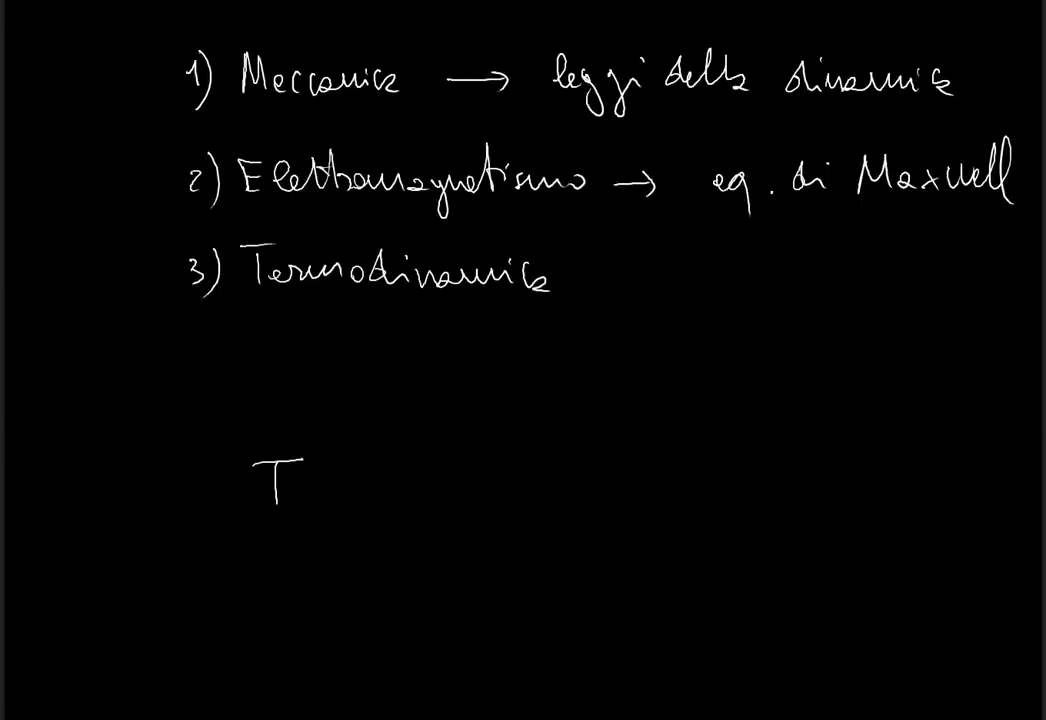 1) Meccanica → leggi della dinamica
2) Elettromagnetismo → eq. di Maxwell
3) Termodinamica
T